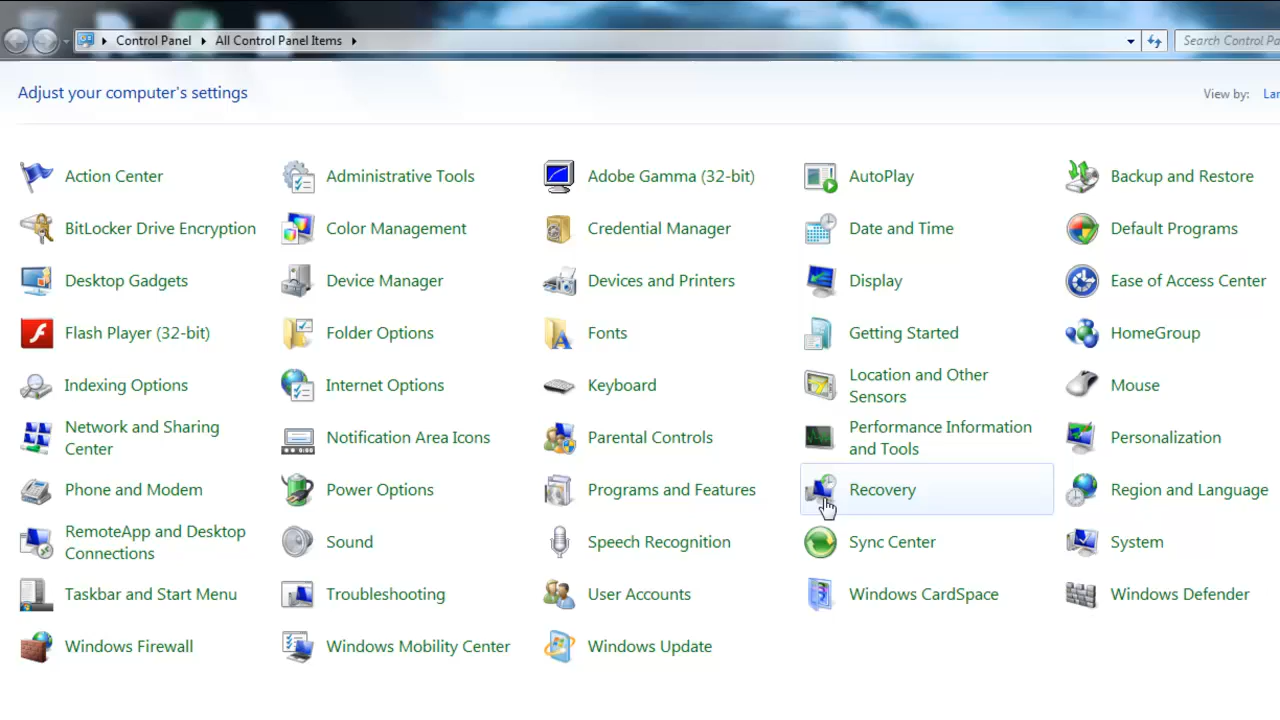 Control Panel
All Control Panel Items
Search Control Pa
Adjust your computer's settings
View by:
Lar
Action Center
Administrative Tools
Adobe Gamma (32-bit)
AutoPlay
Backup and Restore
BitLocker Drive Encryption
Color Management
Credential Manager
Date and Time
Default Programs
Desktop Gadgets
Device Manager
Devices and Printers
Display
Ease of Access Center
Flash Player (32-bit)
Folder Options
Fonts
Getting Started
HomeGroup
Indexing Options
Internet Options
Keyboard
Location and Other
Sensors
Mouse
Network and Sharing
Center
Notification Area Icons
Parental Controls
Performance Information
and Tools
Personalization
Phone and Modem
Power Options
Programs and Features
Recovery
Region and Language
RemoteApp and Desktop
Connections
Sound
Speech Recognition
Sync Center
System
Taskbar and Start Menu
Troubleshooting
User Accounts
Windows CardSpace
Windows Defender
Windows Firewall
Windows Mobility Center
Windows Update